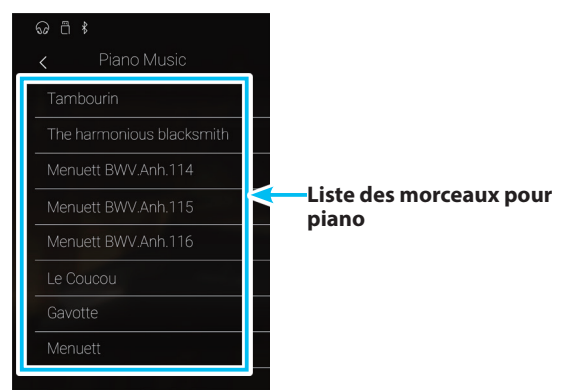 Piano Music
Tambourin
The harmonious blacksmith
Menuett BWV.Anh.114
Menuett BWV.Anh.115
Menuett BWV.Anh.116
Le Coucou
Gavotte
Menuett
Liste des morceaux pour
piano